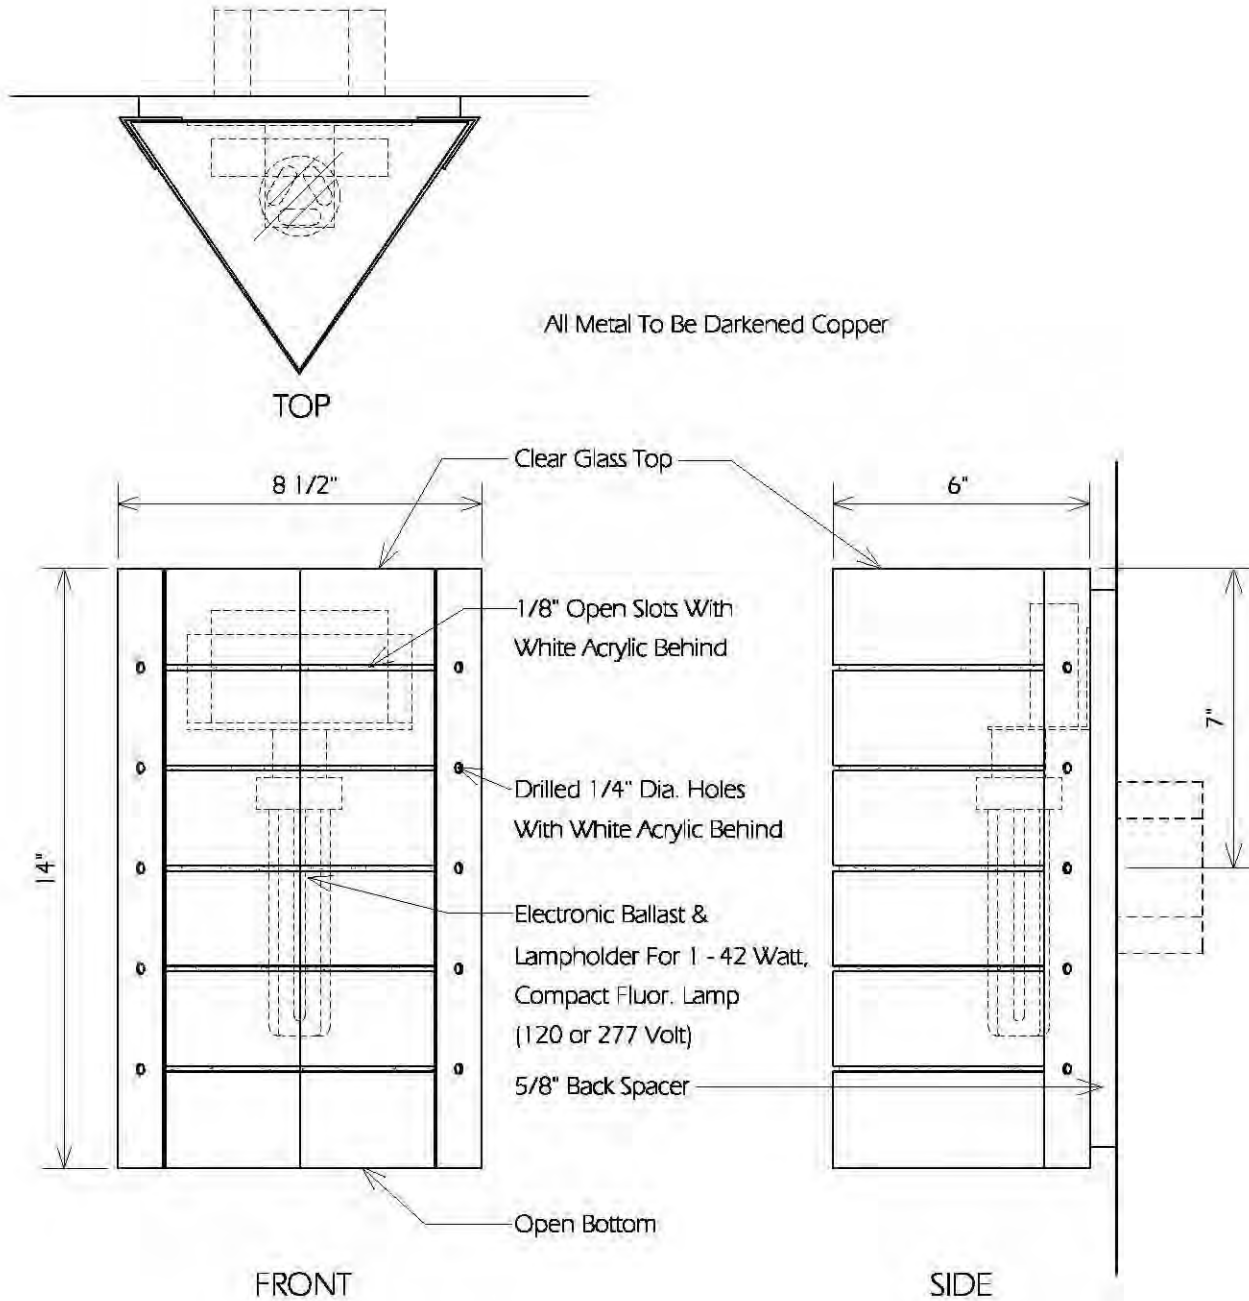 All Metal To Be Darkened Copper
TOP
Clear Glass Top
8 1/2"
6"
1/8" Open Slots With
White Acrylic Behind
7"
Drilled 1/4" Dia. Holes
With White Acrylic Behind
14"
Electronic Ballast &
Lampholder For 1 - 42 Watt,
Compact Fluor. Lamp
(120 or 277 Volt)
5/8" Back Spacer
Open Bottom
FRONT
SIDE